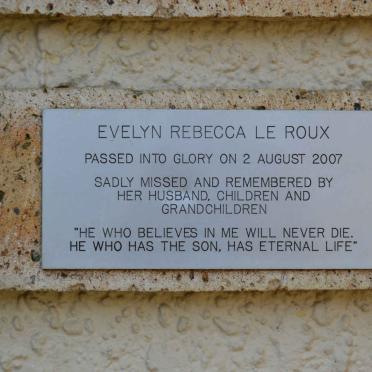 EVELYN REBECCA LE ROUX
PASSED INTO GLORY ON 2 AUGUST 2007
SADLY MISSED AND REMEMBERED BY
HER HUSBAND, CHILDREN AND
GRANDCHILDREN
"HE WHO BELIEVES IN ME WILL NEVER DIE.
HE WHO HAS THE SON, HAS ETERNAL LIFE"